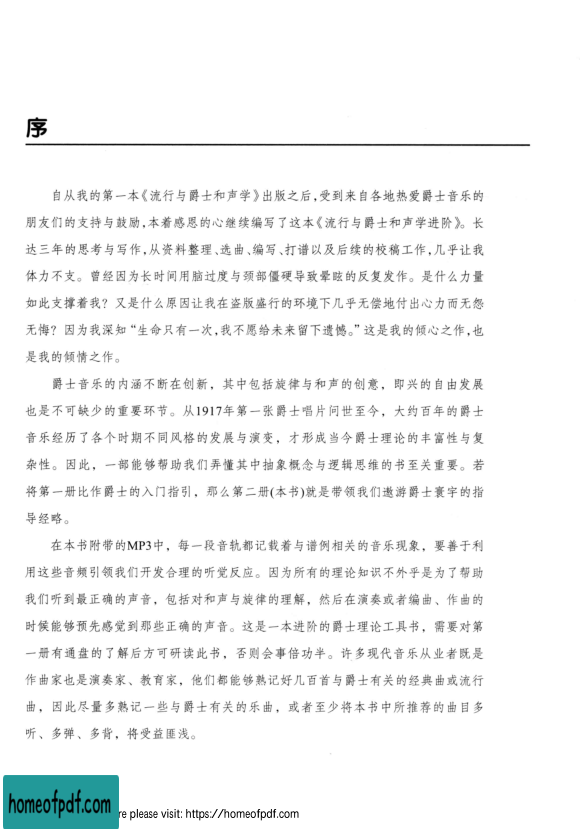 序
自从我的第一本《流行与爵士和声学》出版之后,受到来自各地热爱爵士音乐的
朋友们的支持与鼓励,本着感恩的心继续编写了这本《流行与爵士和声学进阶》。长
达三年的思考与写作,从资料整理、选曲、编写、打谱以及后续的校稿工作,几乎让我
体力不支。曾经因为长时间用脑过度与颈部僵硬导致晕眩的反复发作。是什么力量
如此支撑着我？又是什么原因让我在盗版盛行的环境下几乎无偿地付出心力而无怨
无悔？因为我深知“生命只有一次,我不愿给未来留下遗憾。”这是我的倾心之作,也
是我的倾情之作。
爵士音乐的内涵不断在创新，其中包括旋律与和声的创意，即兴的自由发展
也是不可缺少的重要环节。从1917年第一张爵士唱片问世至今，大约百年的爵士
音乐经历了各个时期不同风格的发展与演变，才形成当今爵士理论的丰富性与复
杂性。因此，一部能够帮助我们弄懂其中抽象概念与逻辑思维的书至关重要。若
将第一册比作爵士的入门指引，那么第二册(本书)就是带领我们遨游爵士寰宇的指
导经略。
在本书附带的MP3中，每一段音轨都记载着与谱例相关的音乐现象，要善于利
用这些音频引领我们开发合理的听觉反应。因为所有的理论知识不外乎是为了帮助
我们听到最正确的声音，包括对和声与旋律的理解，然后在演奏或者编曲、作曲的
时候能够预先感觉到那些正确的声音。这是一本进阶的爵士理论工具书，需要对第
一册有通盘的了解后方可研读此书，否则会事倍功半。许多现代音乐从业者既是
作曲家也是演奏家、教育家，他们都能够熟记好几百首与爵士有关的经典曲或流行
曲，因此尽量多熟记一些与爵士有关的乐曲，或者至少将本书中所推荐的曲目多
听、多弹、多背，将受益匪浅。
homeofpdf.com
re please visit: https://homeofpdf.com